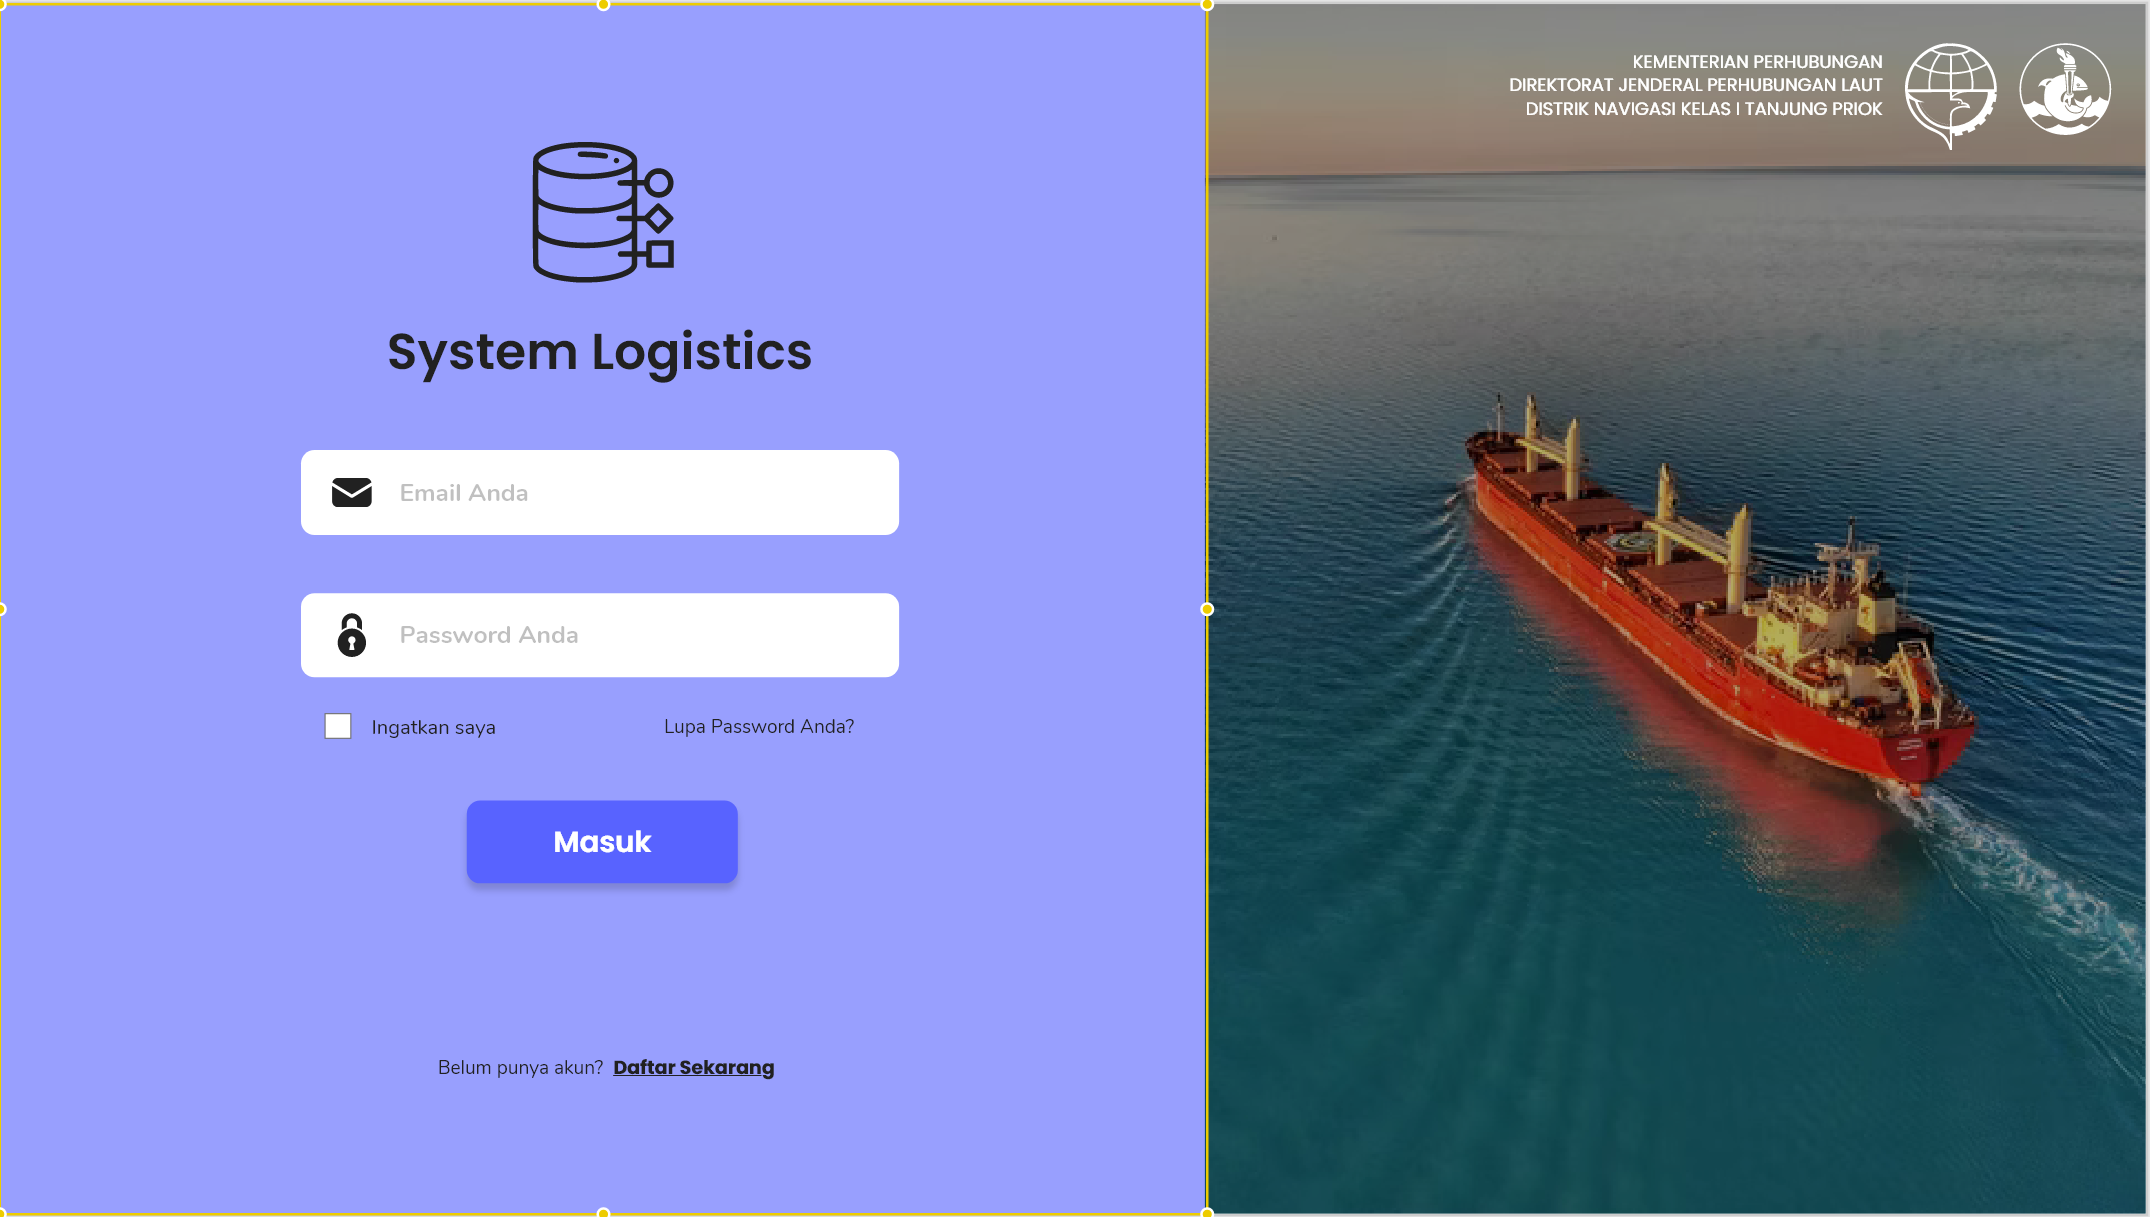 System Logistics
Email Anda
Password Anda
Ingatkan saya
Lupa Password Anda?
Masuk
Belum punya akun? Daftar Sekarang
KEMENTERIAN PERHUBUNGAN
DIREKTORAT JENDERAL PERHUBUNGAN LAUT
DISTRIK NAVIGASI KELAS I TANJUNG PRIOK